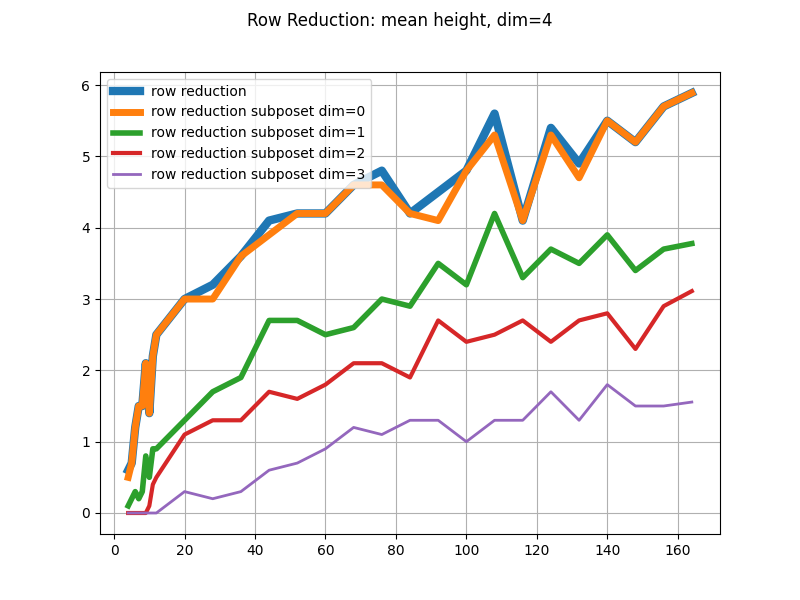 Row Reduction: mean height, dim=4
row reduction
row reduction subposet dim=0
row reduction subposet dim=1
row reduction subposet dim=2
row reduction subposet dim=3
6
5
4
3
2
1
0
0 20 40 60 80 100 120 140 160